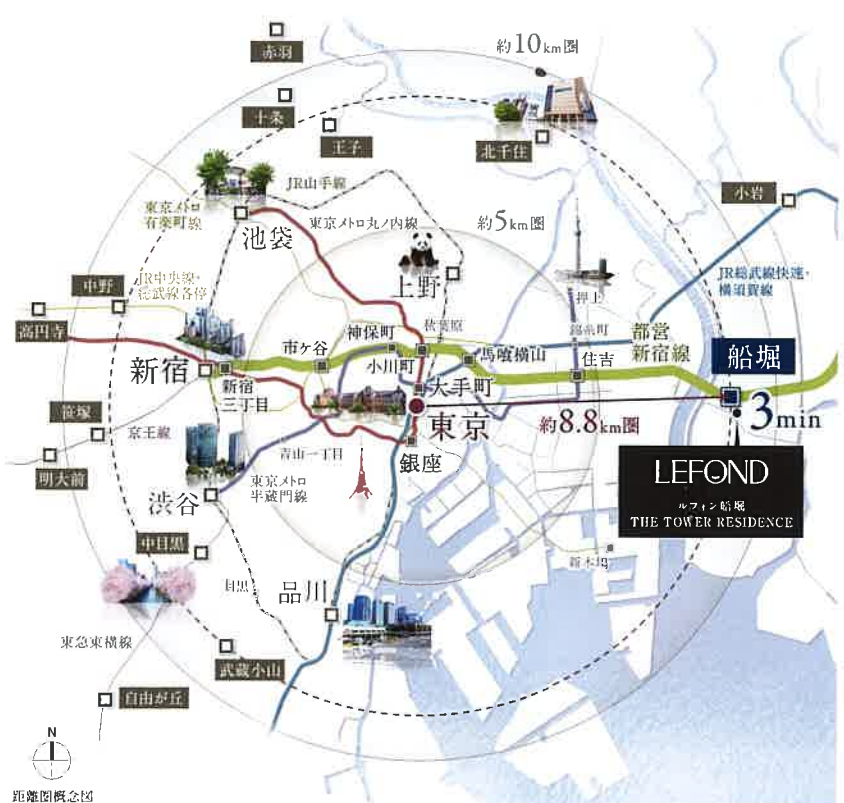 赤羽
約10km圏
十条
王子
北千住
小岩
JR山手線
東京メトロ
有楽町線
東京メトロ丸ノ内線
約5km圏
池袋
上野
JR総武線快速・
横須賀線
中野
JR中央線・
総武線各停
押上
錦糸町
高円寺
神保町
秋葉原
都営
新宿線
市ケ谷
小川町
馬喰横山
住吉
船堀
新宿
新宿
三丁目
大手町
東京
約8.8km圏
3min
笹塚
京王線
明大前
青山一丁目
銀座
LEFOND
ルフォン船堀
THE TOWER RESIDENCE
東京メトロ
半蔵門線
渋谷
中目黒
新木場
目黒
品川
東急東横線
武蔵小山
自由が丘
N
距離圏概念図